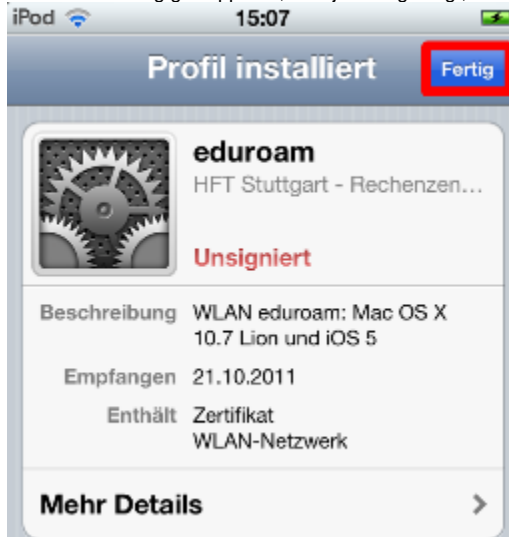 iPod 15:07
Profil installiert Fertig
eduroam
HFT Stuttgart - Rechenzen...
Unsigniert
Beschreibung WLAN eduroam: Mac OS X
10.7 Lion und iOS 5
Empfangen 21.10.2011
Enthält Zertifikat
WLAN-Netzwerk
Mehr Details